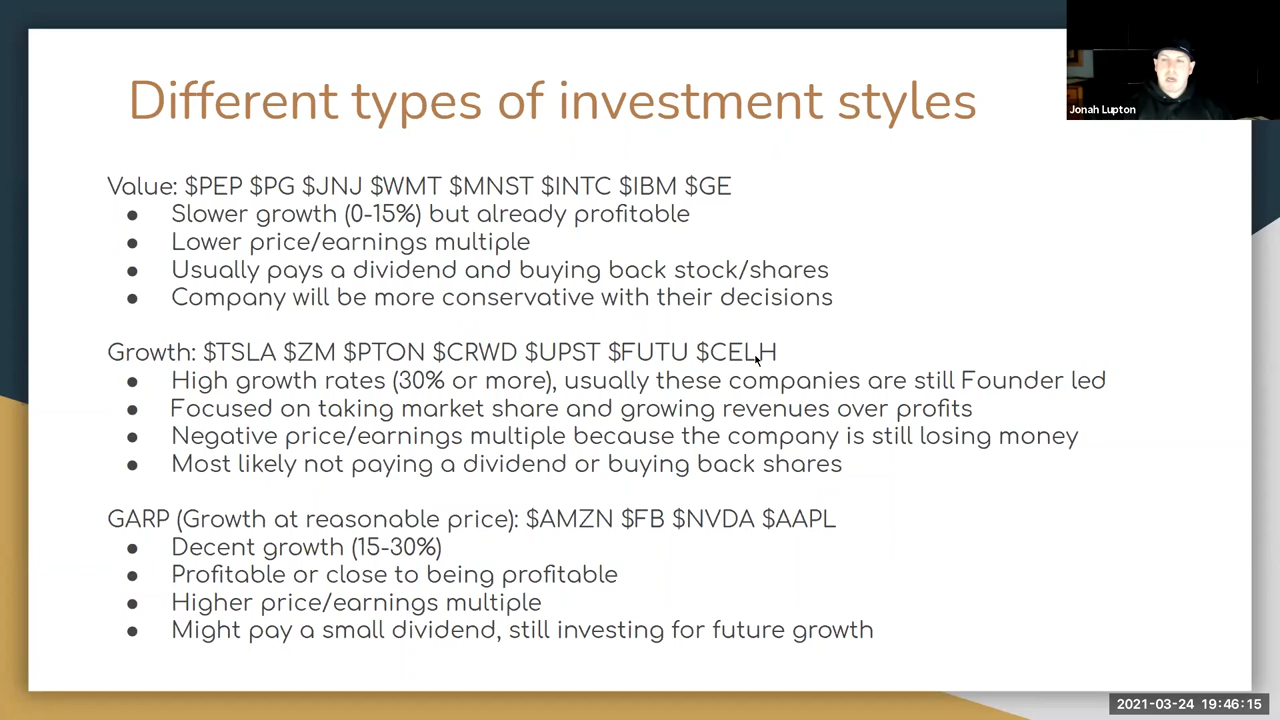 Different types of investment styles
Jonah Lupton
Value: $PEP $PG $JNJ $WMT $MNST $INTC $IBM $GE
● Slower growth (0-15%) but already profitable
● Lower price/earnings multiple
● Usually pays a dividend and buying back stock/shares
● Company will be more conservative with their decisions
Growth: $TSLA $ZM $PTON $CRWD $UPST $FUTU $CELH
● High growth rates (30% or more), usually these companies are still Founder led
● Focused on taking market share and growing revenues over profits
● Negative price/earnings multiple because the company is still losing money
● Most likely not paying a dividend or buying back shares
GARP (Growth at reasonable price): $AMZN $FB $NVDA $AAPL
● Decent growth (15-30%)
● Profitable or close to being profitable
● Higher price/earnings multiple
● Might pay a small dividend, still investing for future growth
2021-03-24 19:46:15